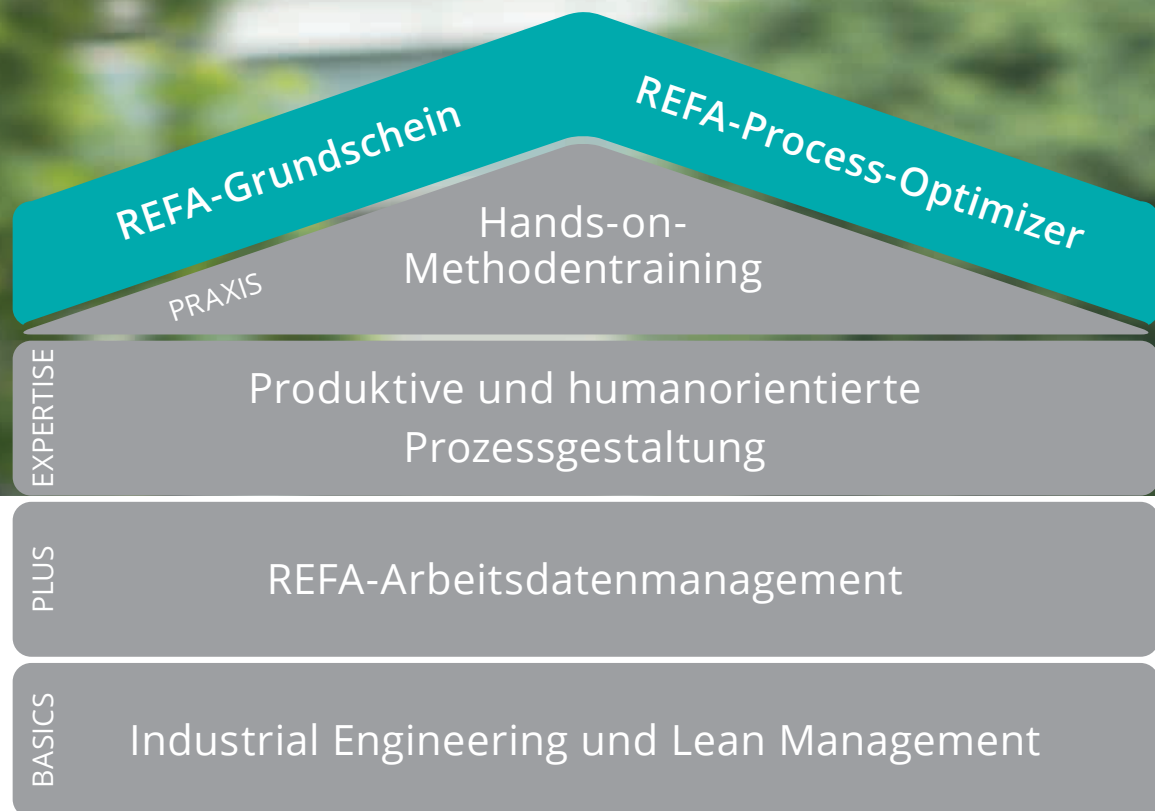 REFA-Grundschein
REFA-Process-Optimizer
Hands-on-
Methodentraining
PRAXIS
EXPERTISE
Produktive und humanorientierte
Prozessgestaltung
PLUS
REFA-Arbeitsdatenmanagement
BASICS
Industrial Engineering und Lean Management